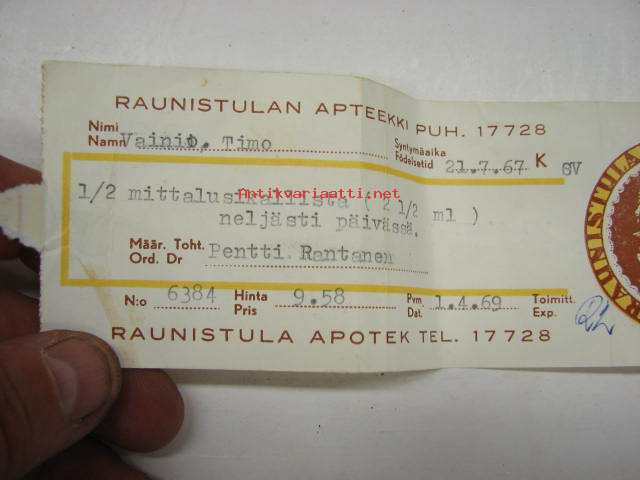 RAUNISTULAN APTEEKKI PUH. 17728
Nimi
Namn Vainio, Timo
Syntymäaika
Födelsetid 21.7.67 K SV
1/2 mittalusikallista ( 2 1/2 ml )
neljästi päivässä.
Antikvariaatti.net
Määr. Toht.
Ord. Dr Pentti Rantanen
N:o 6384 Hinta
Pris 9.58 Pvm
Dat. 1.4.69 Toimitt.
Exp.
RAUNISTULA APOTEK TEL. 17728
RAUNISTULA